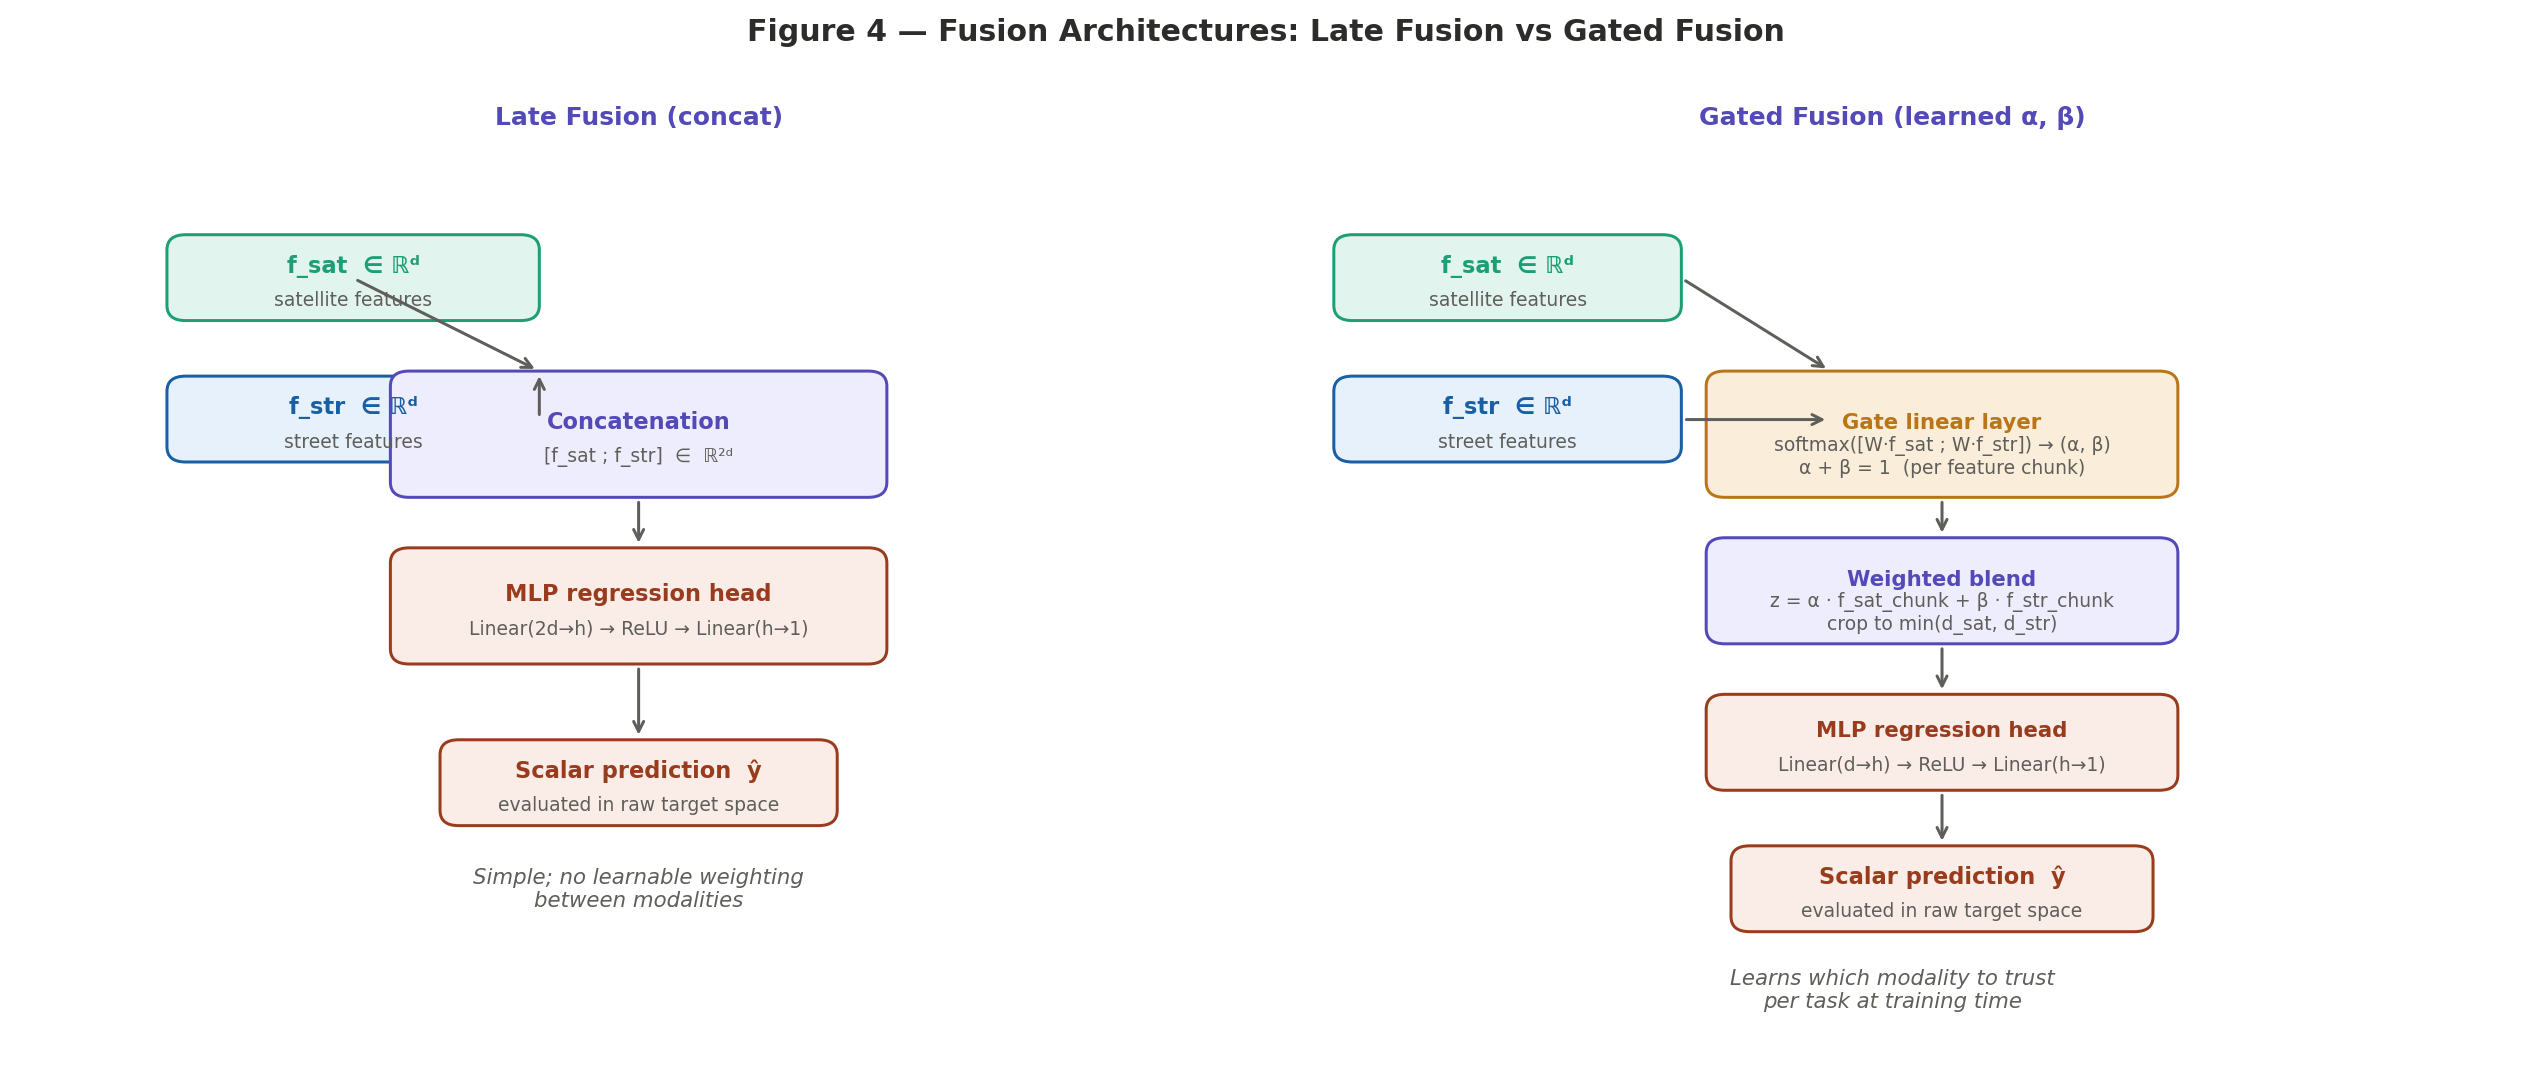 Figure 4 — Fusion Architectures: Late Fusion vs Gated Fusion
Late Fusion (concat)
f_sat ∈ ℝᵈ
satellite features
f_str ∈ ℝᵈ
street features
Concatenation
[f_sat ; f_str] ∈ ℝ²ᵈ
MLP regression head
Linear(2d→h) → ReLU → Linear(h→1)
Scalar prediction ŷ
evaluated in raw target space
Simple; no learnable weighting
between modalities
Gated Fusion (learned α, β)
f_sat ∈ ℝᵈ
satellite features
f_str ∈ ℝᵈ
street features
Gate linear layer
softmax([W·f_sat ; W·f_str]) → (α, β)
α + β = 1 (per feature chunk)
Weighted blend
z = α · f_sat_chunk + β · f_str_chunk
crop to min(d_sat, d_str)
MLP regression head
Linear(d→h) → ReLU → Linear(h→1)
Scalar prediction ŷ
evaluated in raw target space
Learns which modality to trust
per task at training time